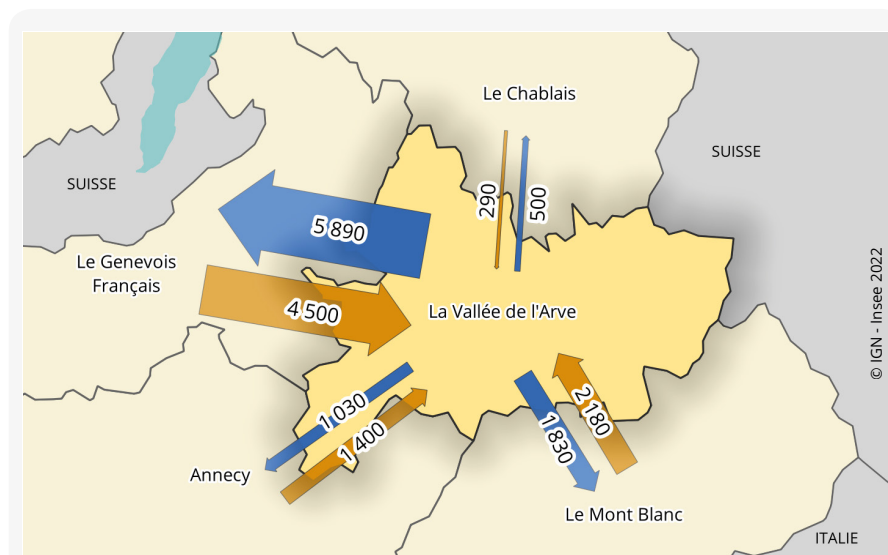 Le Chablais
SUISSE
SUISSE
290
500
5 890
Le Genevois
Français
4 500
La Vallée de l'Arve
© IGN - Insee 2022
1 030
1 400
1 830
2 180
Annecy
Le Mont Blanc
ITALIE